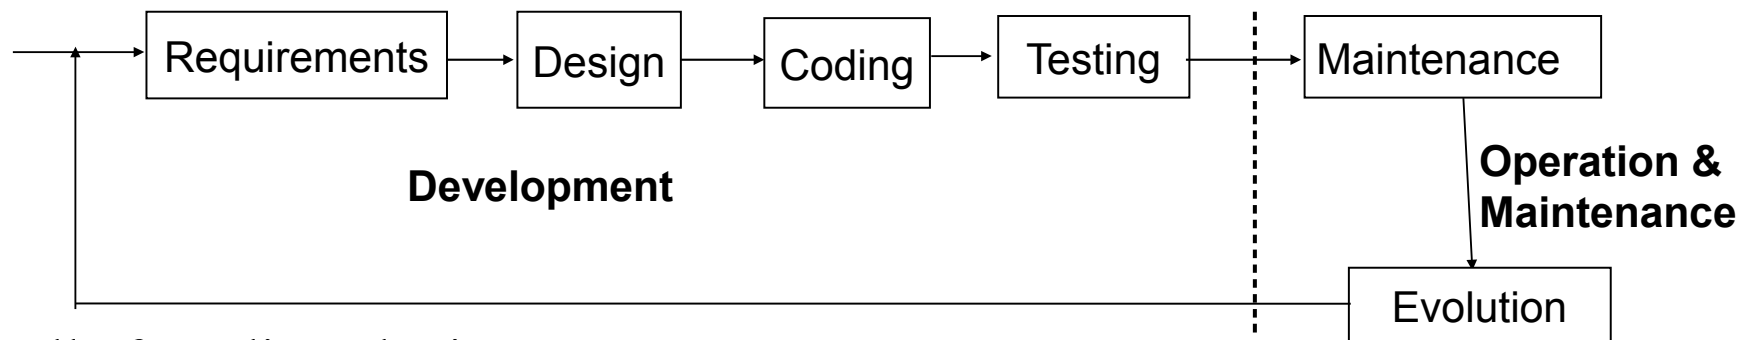 Requirements
Design
Coding
Testing
Maintenance
Development
Operation &
Maintenance
Evolution